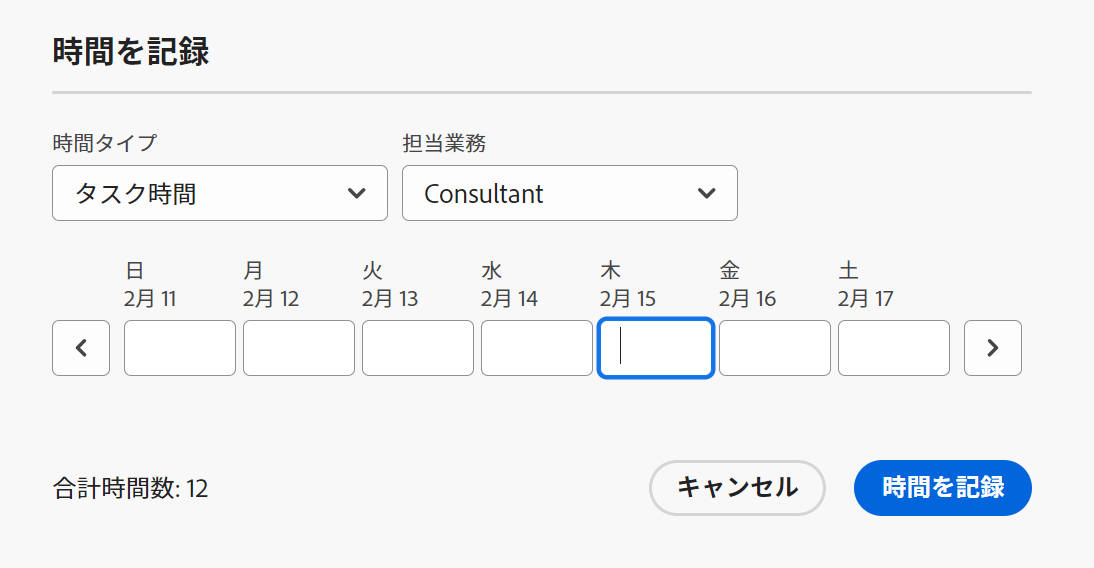 時間を記録
時間タイプ 担当業務
タスク時間 Consultant
日 月 火 水 木 金 土
2月 11 2月 12 2月 13 2月 14 2月 15 2月 16 2月 17
合計時間数: 12 キャンセル 時間を記録